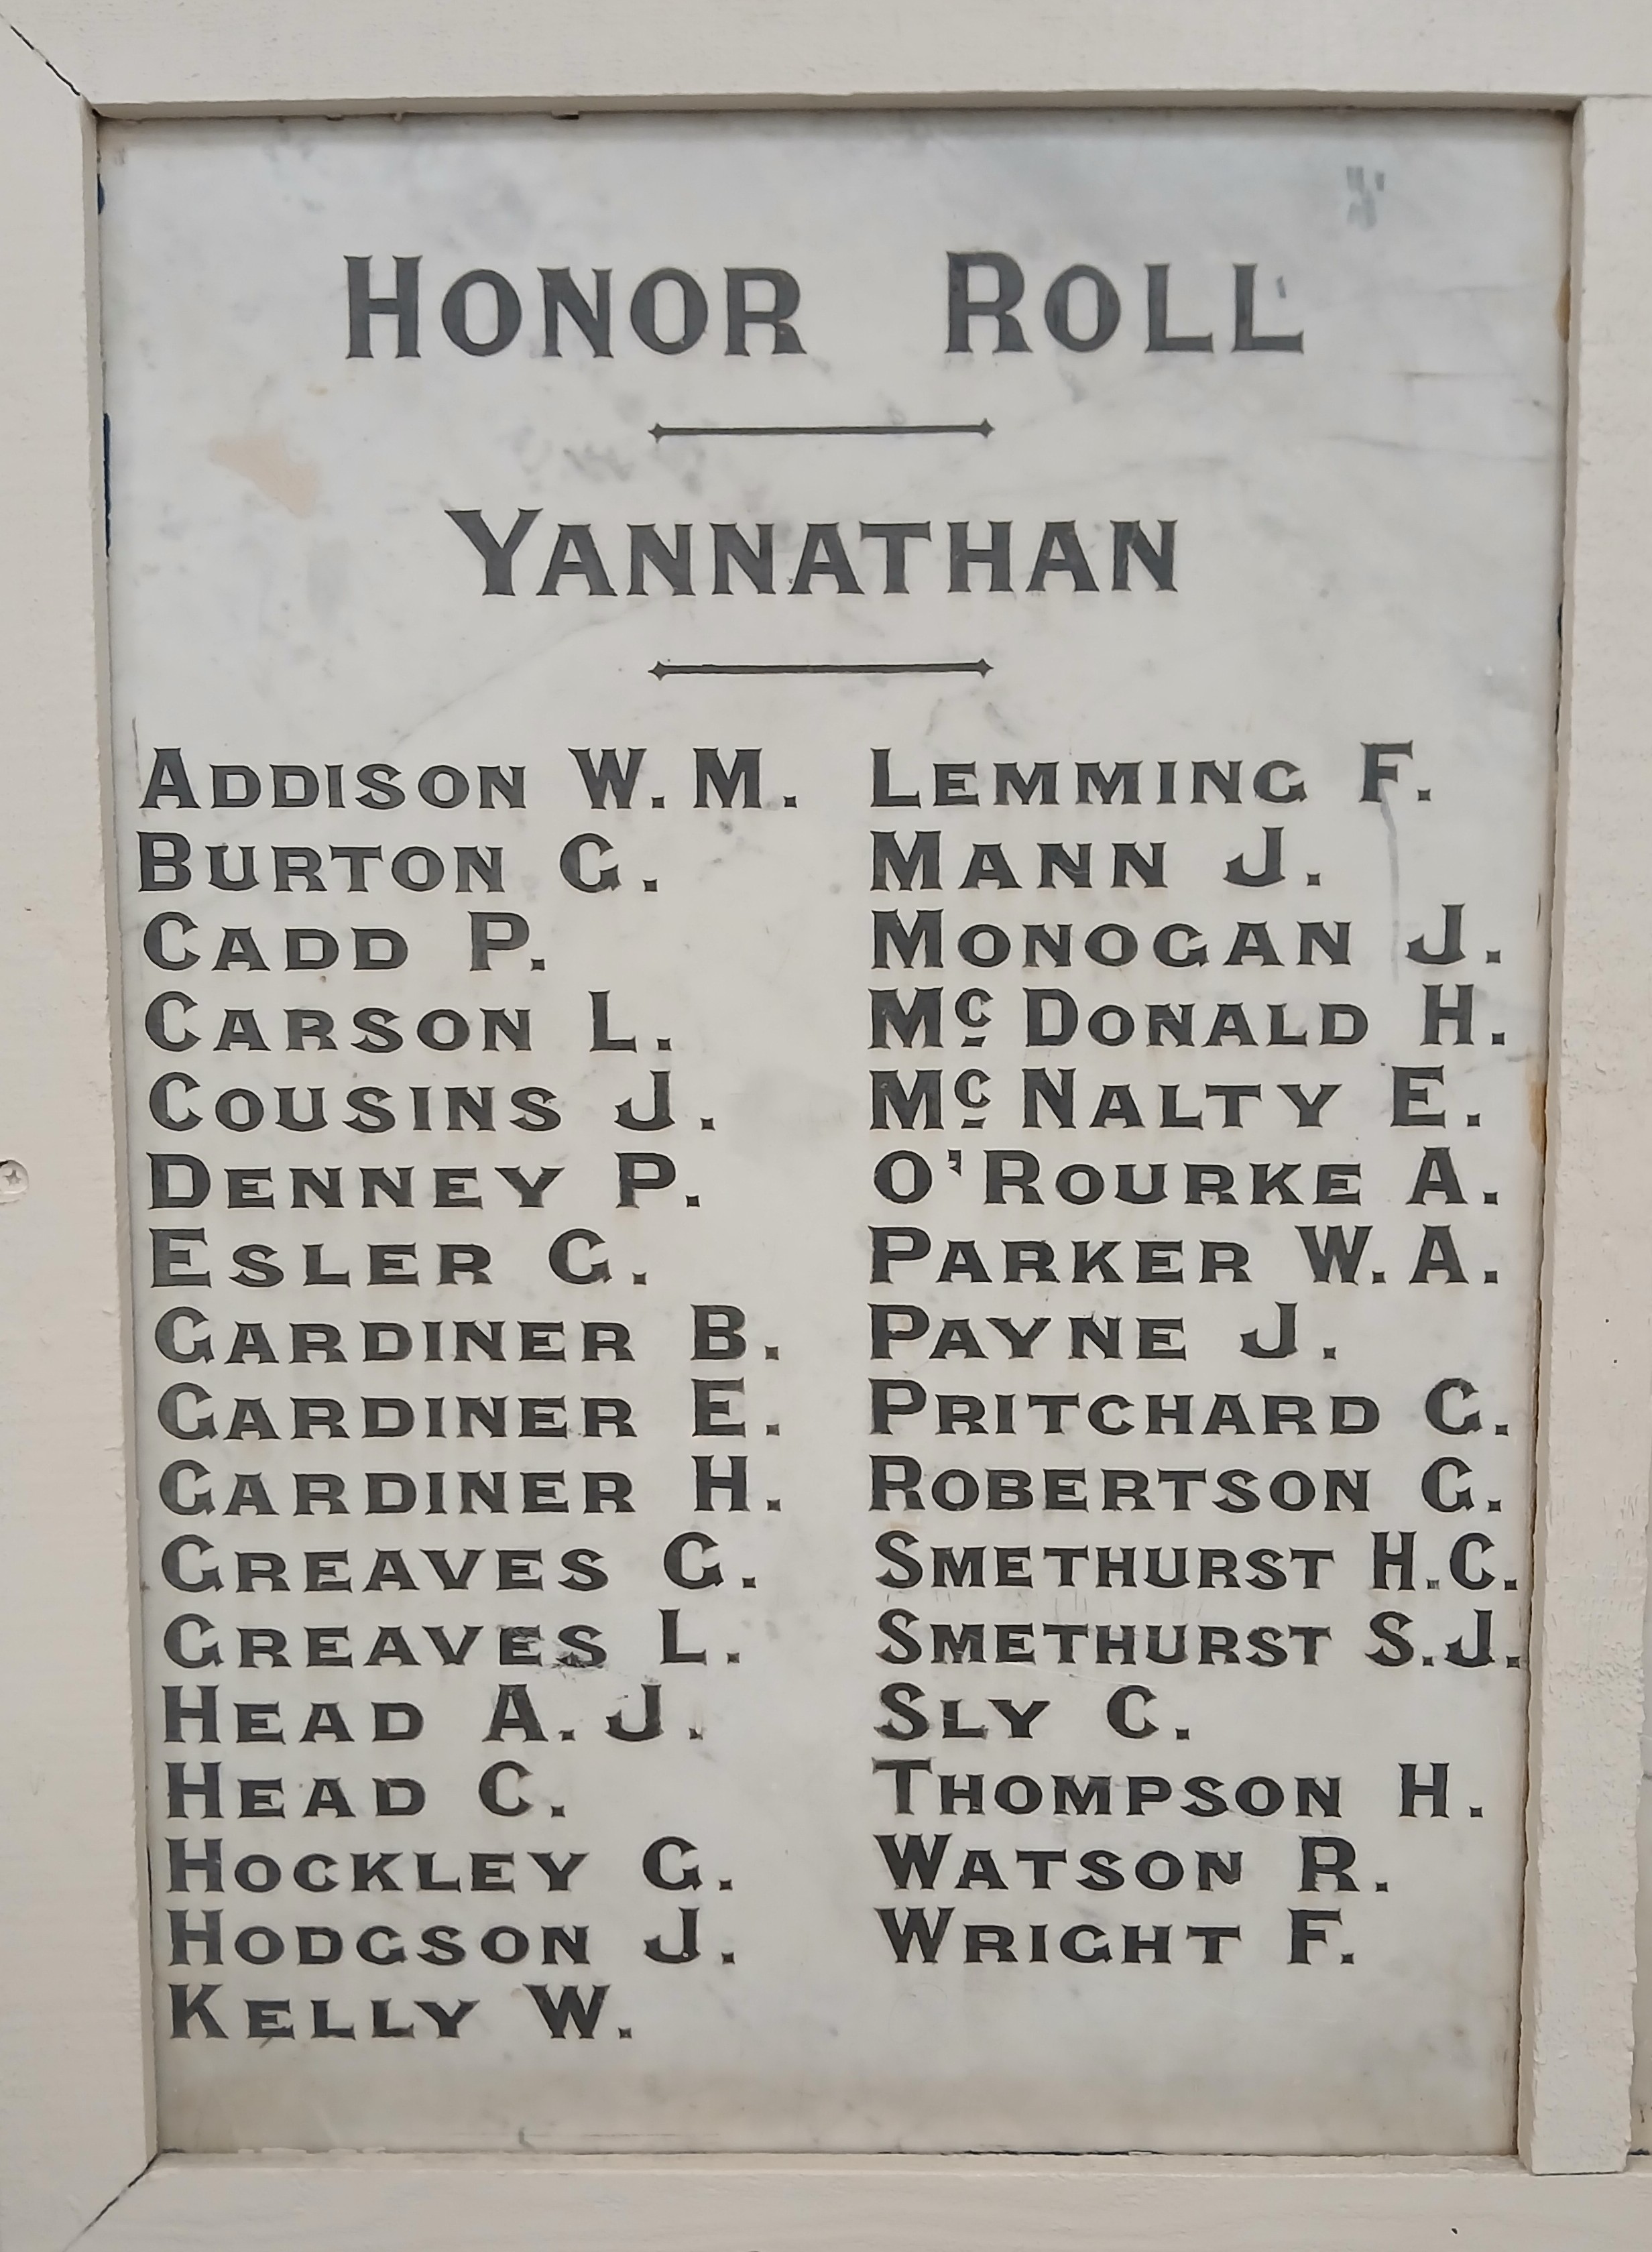 HONOR ROLL
YANNATHAN
ADDISON W. M.
BURTON G.
CADD P.
CARSON L.
COUSINS J.
DENNEY P.
ESLER G.
GARDINER B.
GARDINER E.
GARDINER H.
GREAVES G.
GREAVES L.
HEAD A. J.
HEAD C.
HOCKLEY G.
HODGSON J.
KELLY W.
LEMMING F.
MANN J.
MONOGAN J.
McDONALD H.
McNALTY E.
O'ROURKE A.
PARKER W. A.
PAYNE J.
PRITCHARD G.
ROBERTSON G.
SMETHURST H.C.
SMETHURST S.J.
SLY C.
THOMPSON H.
WATSON R.
WRIGHT F.